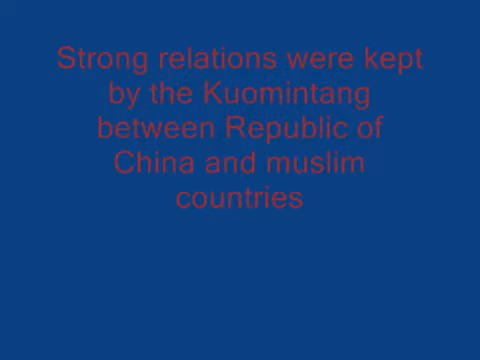 Strong relations were kept
by the Kuomintang
between Republic of
China and muslim
countries